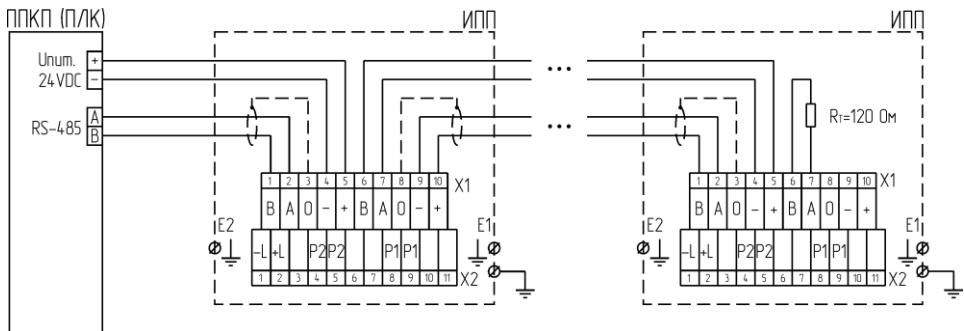 ППКП (П/ЛК)
ИПП
ИПП
Uпит. +
24VDC -
RS-485 A
B
...
...
Rт=120 Ом
1 2 3 4 5 6 7 8 9 10 X1
B A 0 - + B A 0 - +
E2 E1
-L +L P2 P2 P1 P1
1 2 3 4 5 6 7 8 9 10 11 X2
1 2 3 4 5 6 7 8 9 10 X1
B A 0 - + B A 0 - +
E2 E1
-L +L P2 P2 P1 P1
1 2 3 4 5 6 7 8 9 10 11 X2